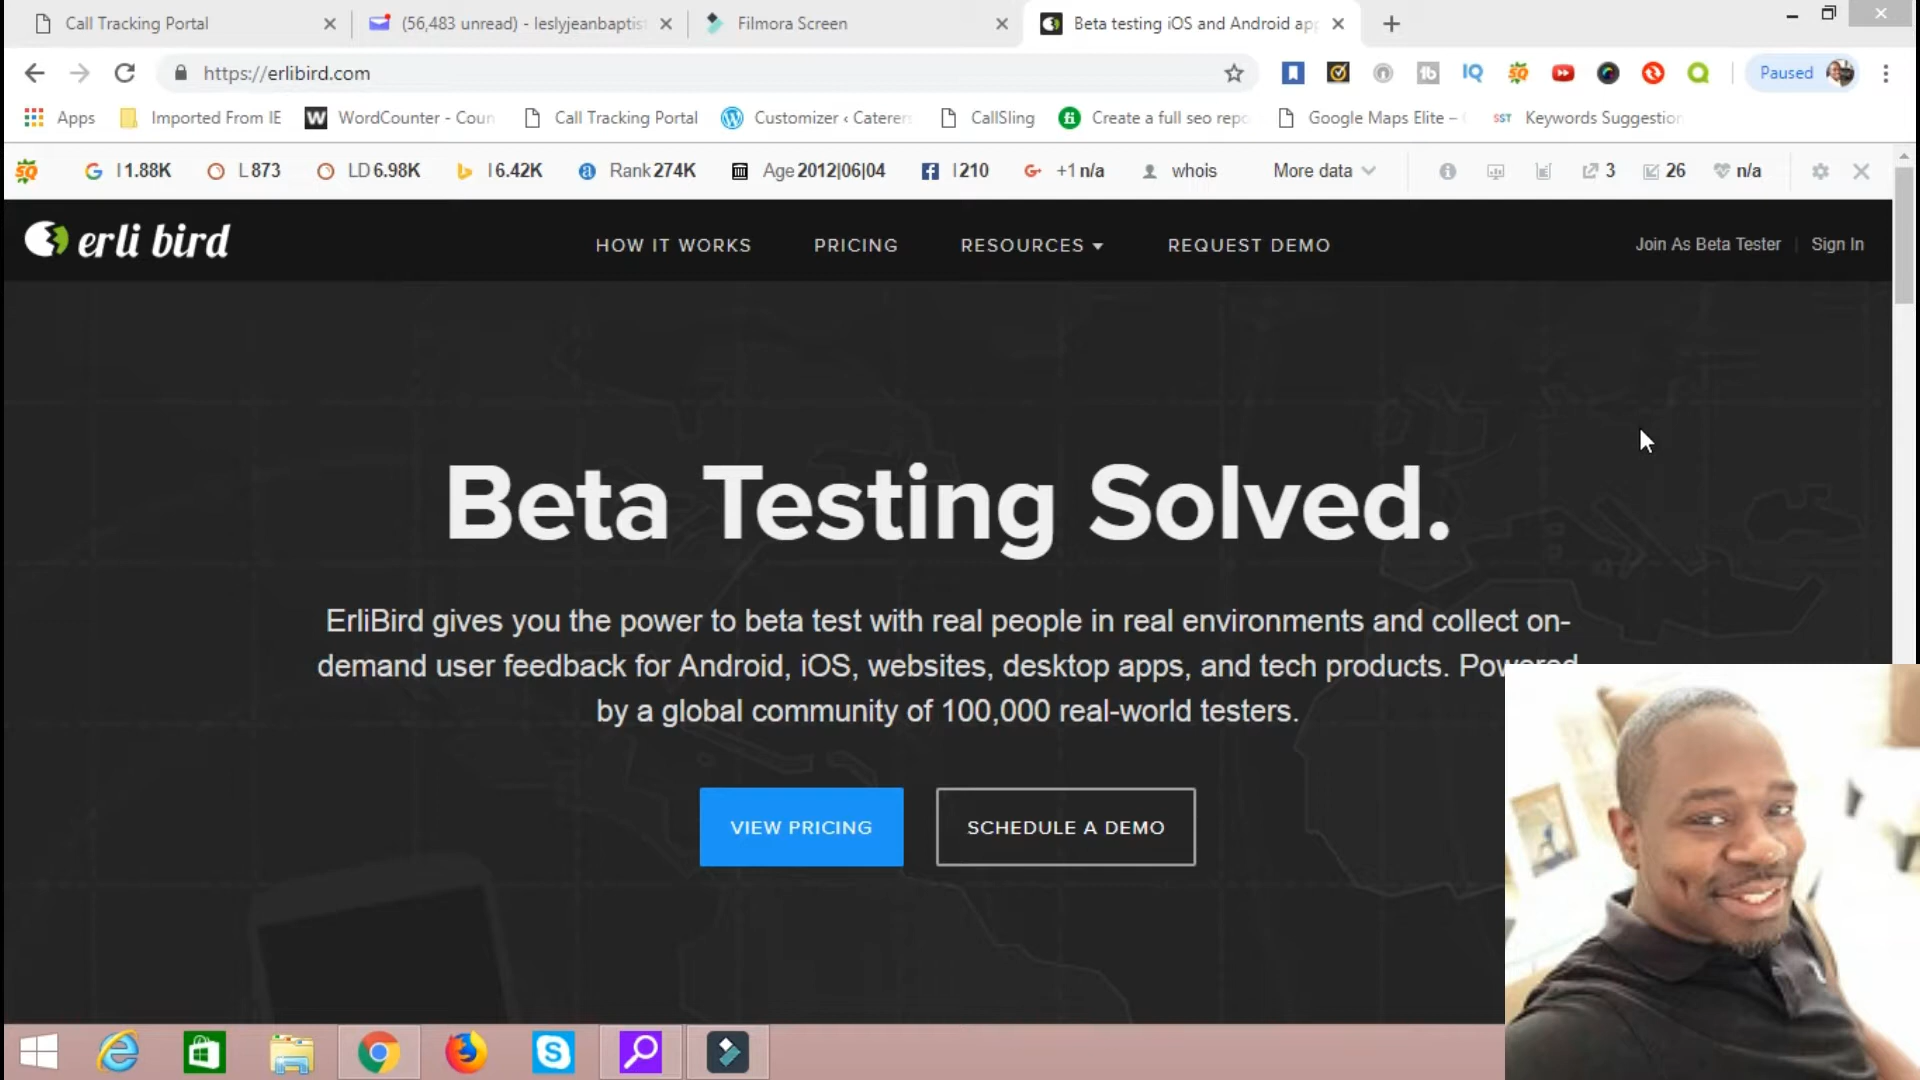 Call Tracking Portal
(56,483 unread) - leslyjeanbaptis
Filmora Screen
Beta testing iOS and Android ap
https://erlibird.com
Paused
Apps
Imported From IE
WordCounter - Coun
Call Tracking Portal
Customizer ‹ Caterer
CallSling
Create a full seo repo
Google Maps Elite –
SST Keywords Suggestion
SQ
I 1.88K
L 873
LD 6.98K
I 6.42K
Rank 274K
Age 2012|06|04
I 210
+1 n/a
whois
More data
3
26
n/a
erli bird
HOW IT WORKS
PRICING
RESOURCES
REQUEST DEMO
Join As Beta Tester
Sign In
Beta Testing Solved.
ErliBird gives you the power to beta test with real people in real environments and collect on-
demand user feedback for Android, iOS, websites, desktop apps, and tech products. Powered
by a global community of 100,000 real-world testers.
VIEW PRICING
SCHEDULE A DEMO